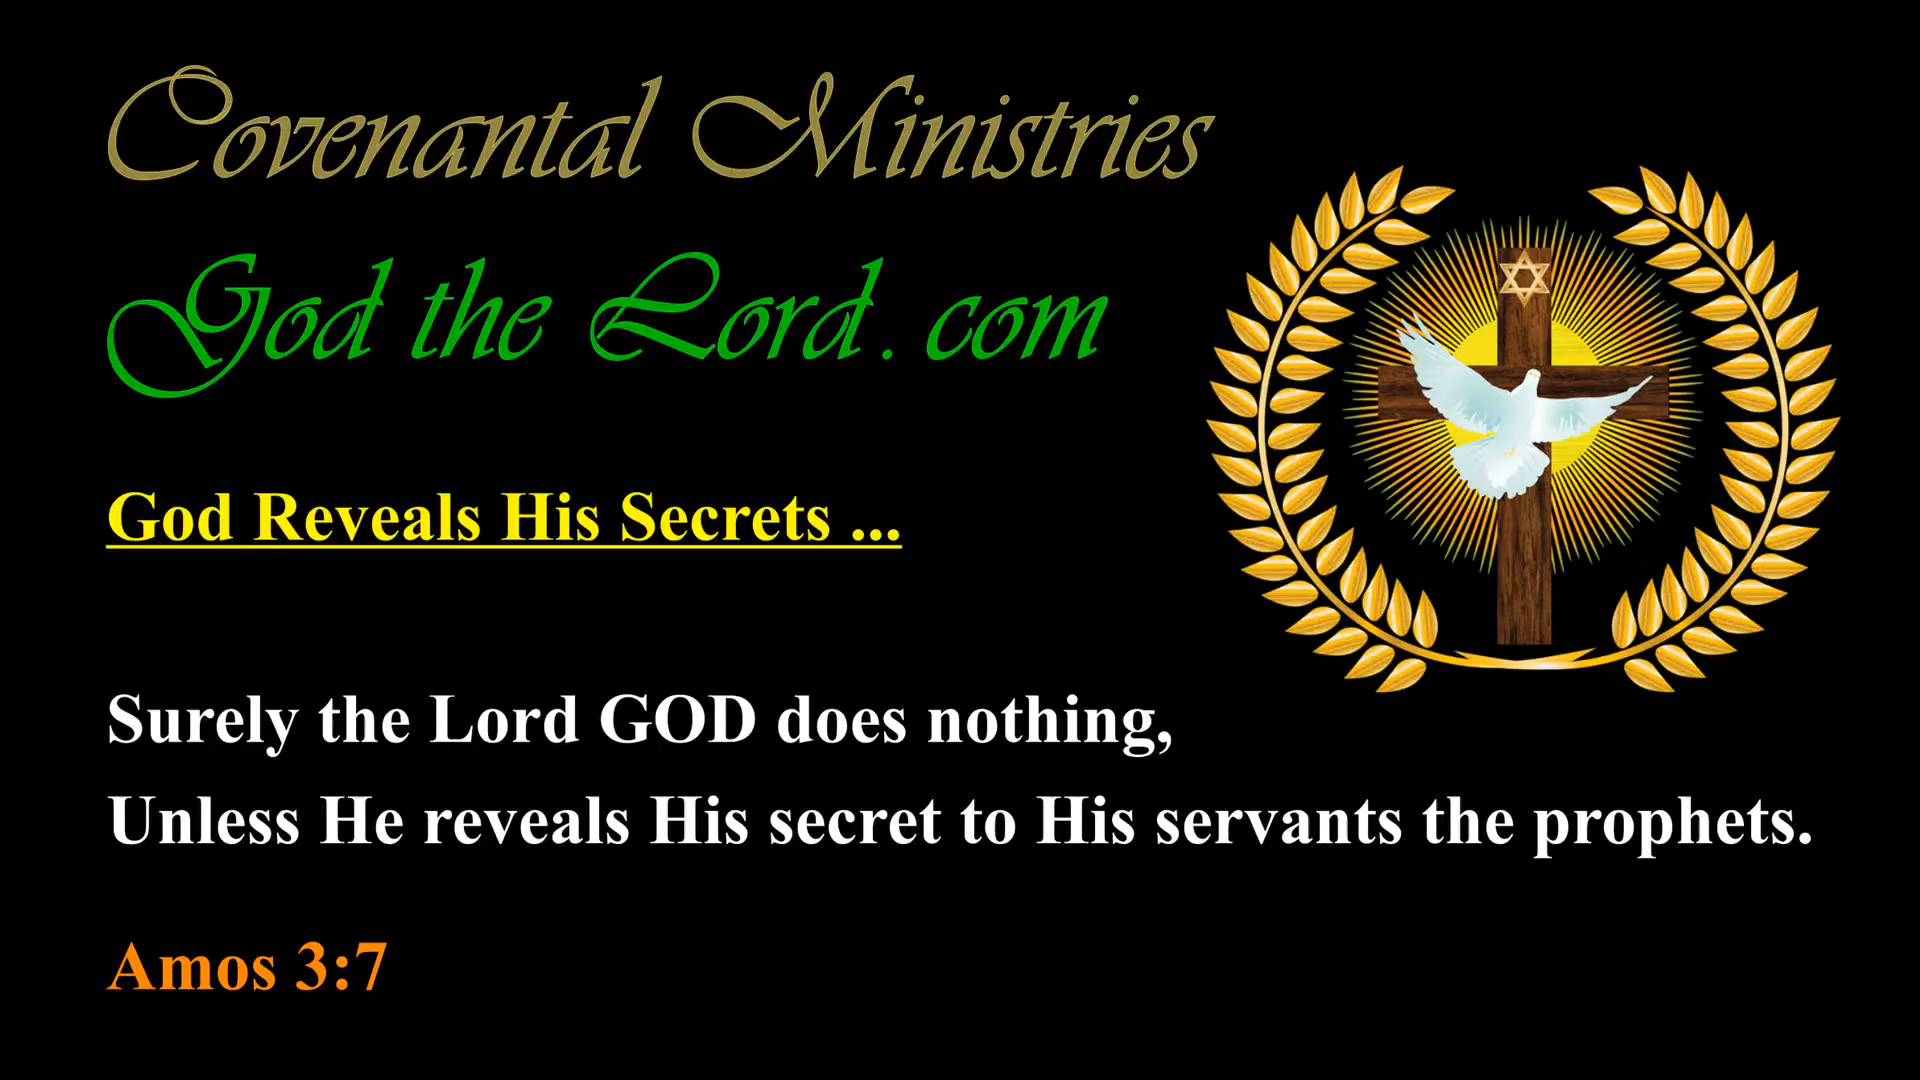 Covenantal Ministries
God the Lord . com
God Reveals His Secrets ...
Surely the Lord GOD does nothing,
Unless He reveals His secret to His servants the prophets.
Amos 3:7